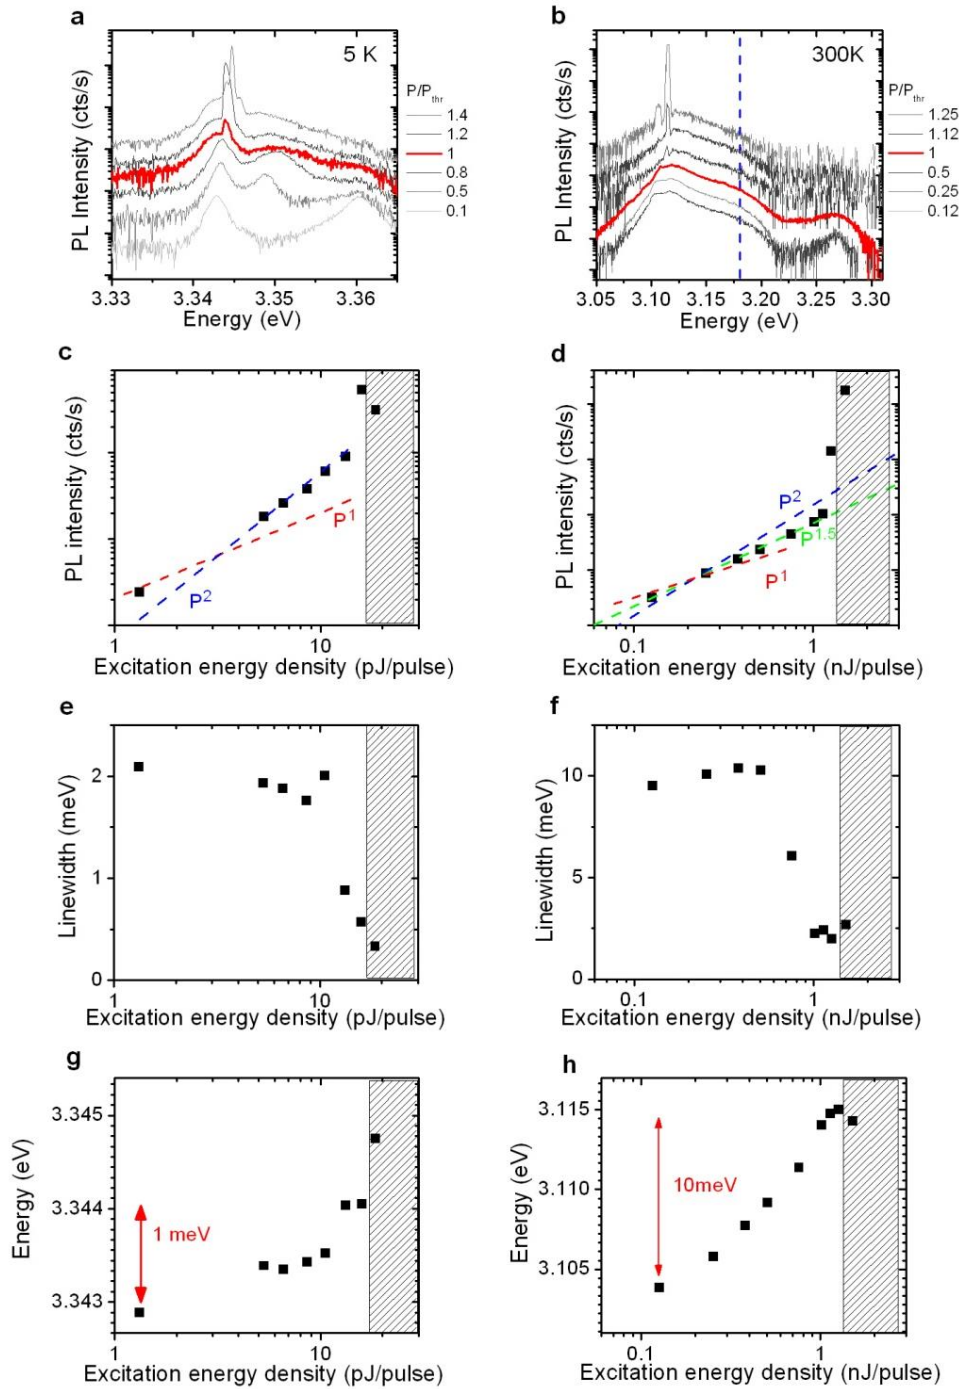 a
5 K
P/Pthr
1.4
1.2
1
0.8
0.5
0.1
PL Intensity (cts/s)
3.33 3.34 3.35 3.36
Energy (eV)
b
300K
P/Pthr
1.25
1.12
1
0.5
0.25
0.12
PL Intensity (cts/s)
3.05 3.10 3.15 3.20 3.25 3.30
Energy (eV)
c
PL intensity (cts/s)
P1
P2
1 10
Excitation energy density (pJ/pulse)
d
PL intensity (cts/s)
P2
P1.5
P1
0.1 1
Excitation energy density (nJ/pulse)
e
Linewidth (meV)
2
1
0
1 10
Excitation energy density (pJ/pulse)
f
Linewidth (meV)
10
5
0
0.1 1
Excitation energy density (nJ/pulse)
g
Energy (eV)
3.345
3.344
3.343
1 meV
1 10
Excitation energy density (pJ/pulse)
h
Energy (eV)
3.115
3.110
3.105
10meV
0.1 1
Excitation energy density (nJ/pulse)